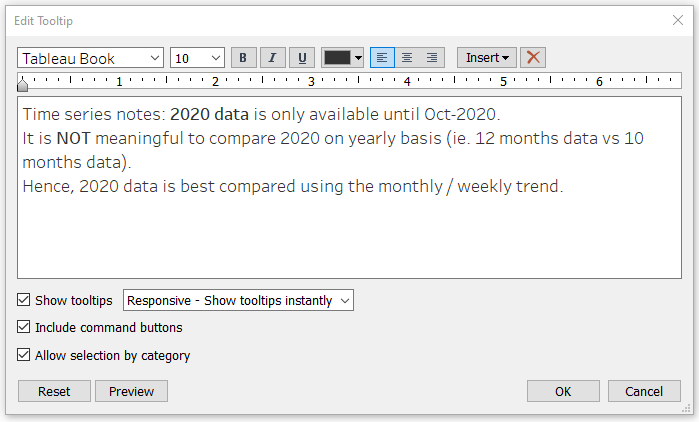 Edit Tooltip
Tableau Book 10 B I U Insert
1 2 3 4 5 6
Time series notes: 2020 data is only available until Oct-2020.
It is NOT meaningful to compare 2020 on yearly basis (ie. 12 months data vs 10
months data).
Hence, 2020 data is best compared using the monthly / weekly trend.
Show tooltips Responsive - Show tooltips instantly
Include command buttons
Allow selection by category
Reset Preview OK Cancel